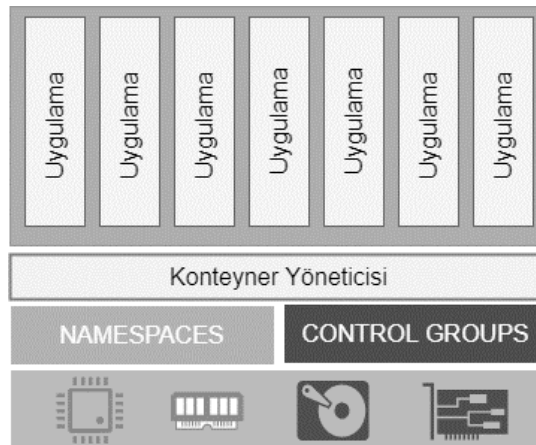 Uygulama Uygulama Uygulama Uygulama Uygulama Uygulama Uygulama
Konteyner Yöneticisi
NAMESPACES CONTROL GROUPS